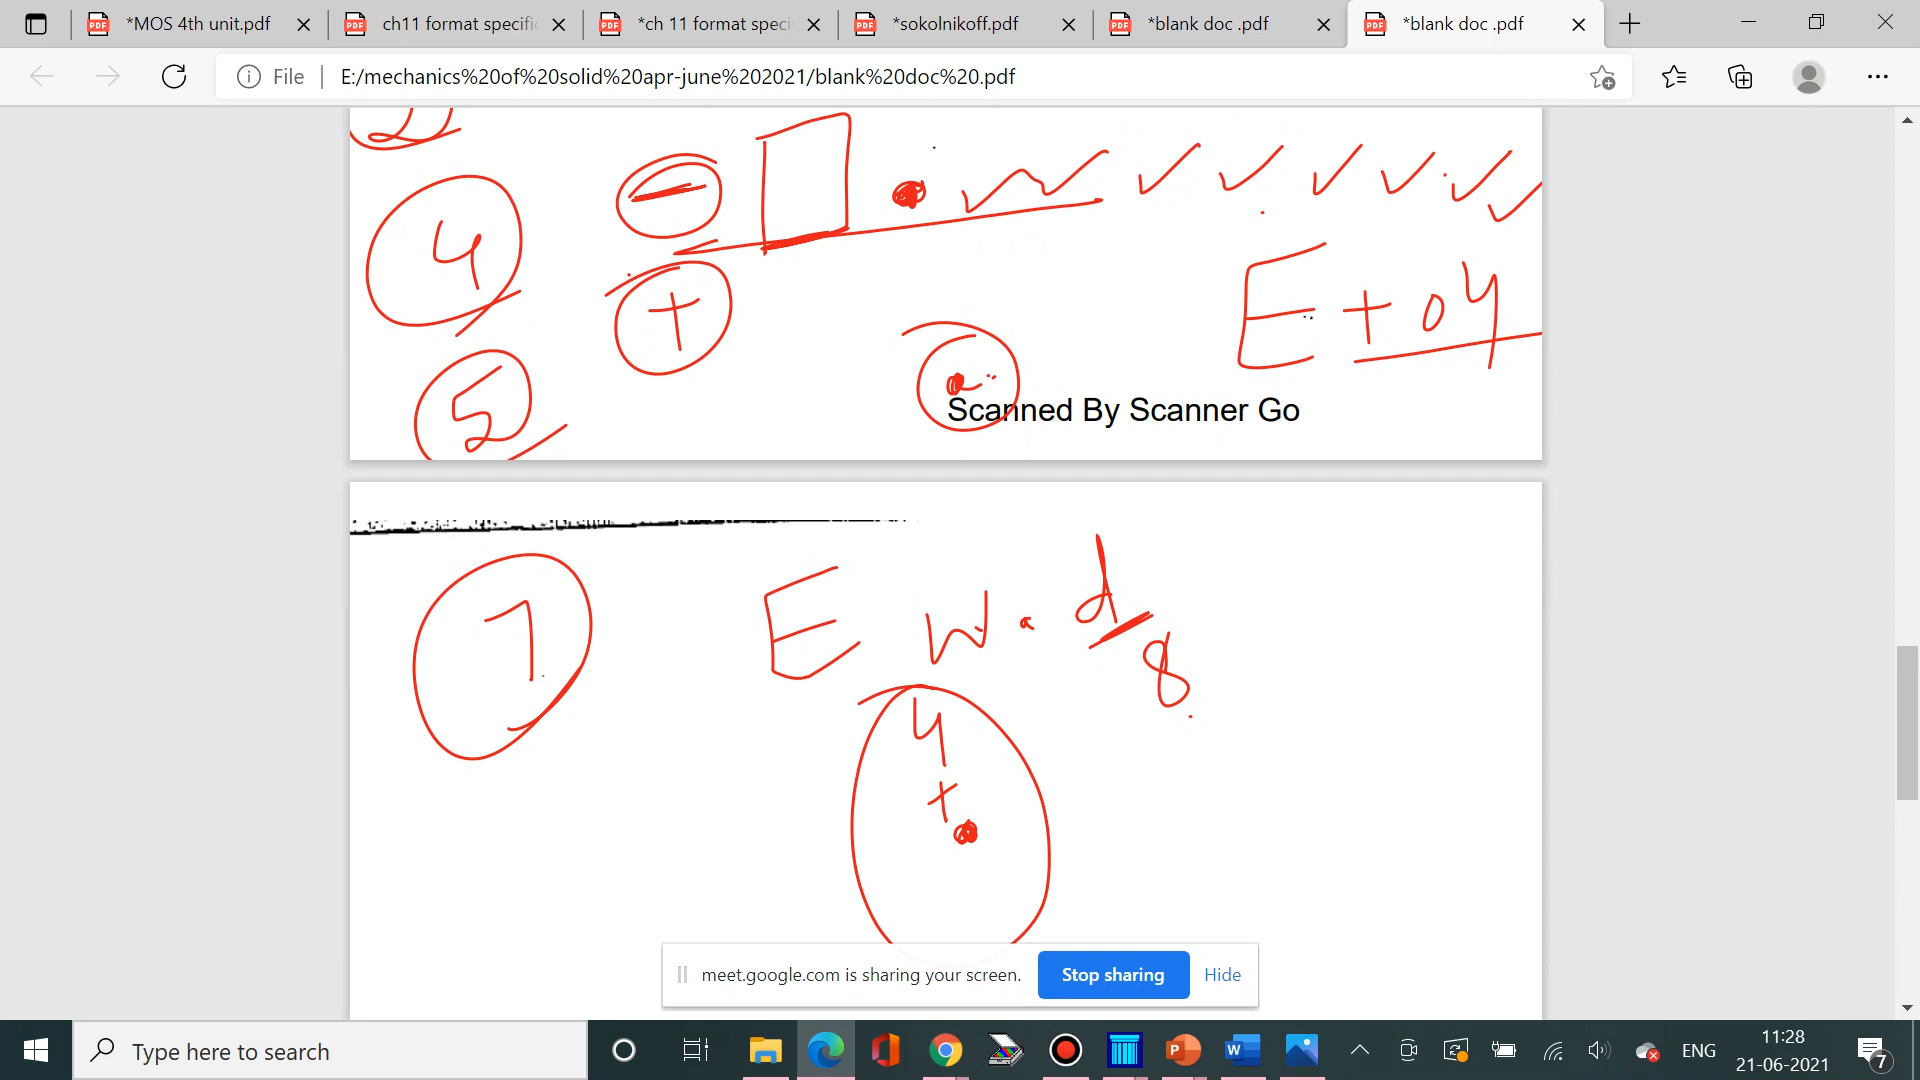 *MOS 4th unit.pdf ch11 format specific *ch 11 format speci *sokolnikoff.pdf *blank doc .pdf *blank doc .pdf
File E:/mechanics%20of%20solid%20apr-june%202021/blank%20doc%20.pdf
4 − .
+ E+04
5
Scanned By Scanner Go
7 E w . d
8
4
+
meet.google.com is sharing your screen. Stop sharing Hide
Type here to search ENG 11:28
21-06-2021 7